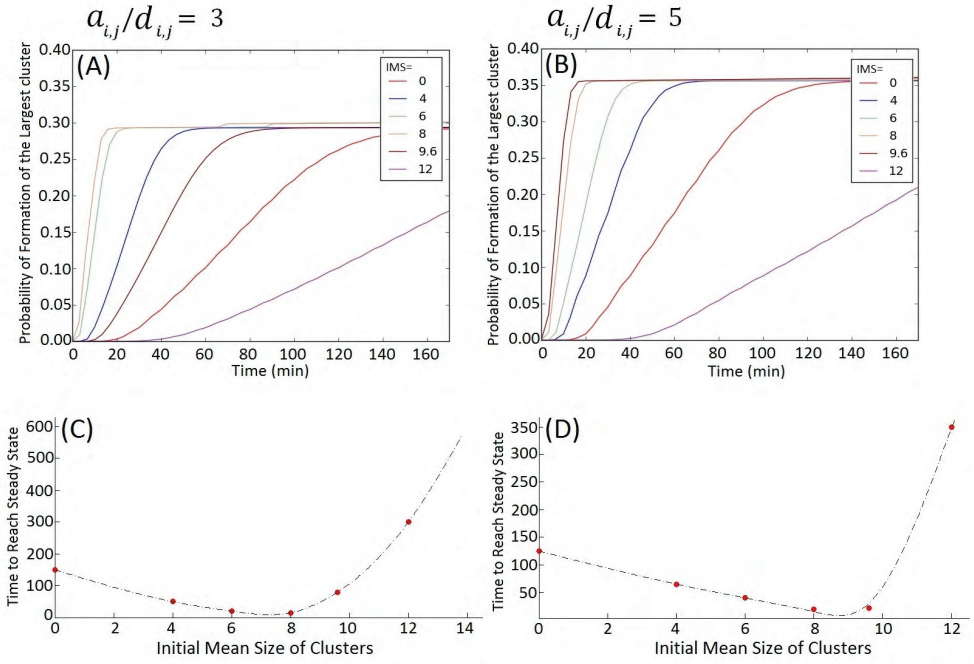 a i,j /d i,j = 3
a i,j /d i,j = 5
(A)
Probability of Formation of the Largest cluster
0.40
0.35
0.30
0.25
0.20
0.15
0.10
0.05
0.00
0 20 40 60 80 100 120 140 160
Time (min)
IMS=
0
4
6
8
9.6
12
(B)
Probability of Formation of the Largest cluster
0.40
0.35
0.30
0.25
0.20
0.15
0.10
0.05
0.00
0 20 40 60 80 100 120 140 160
Time (min)
IMS=
0
4
6
8
9.6
12
(C)
Time to Reach Steady State
600
500
400
300
200
100
0
0 2 4 6 8 10 12 14
Initial Mean Size of Clusters
(D)
Time to Reach Steady State
350
300
250
200
150
100
50
0 2 4 6 8 10 12
Initial Mean Size of Clusters